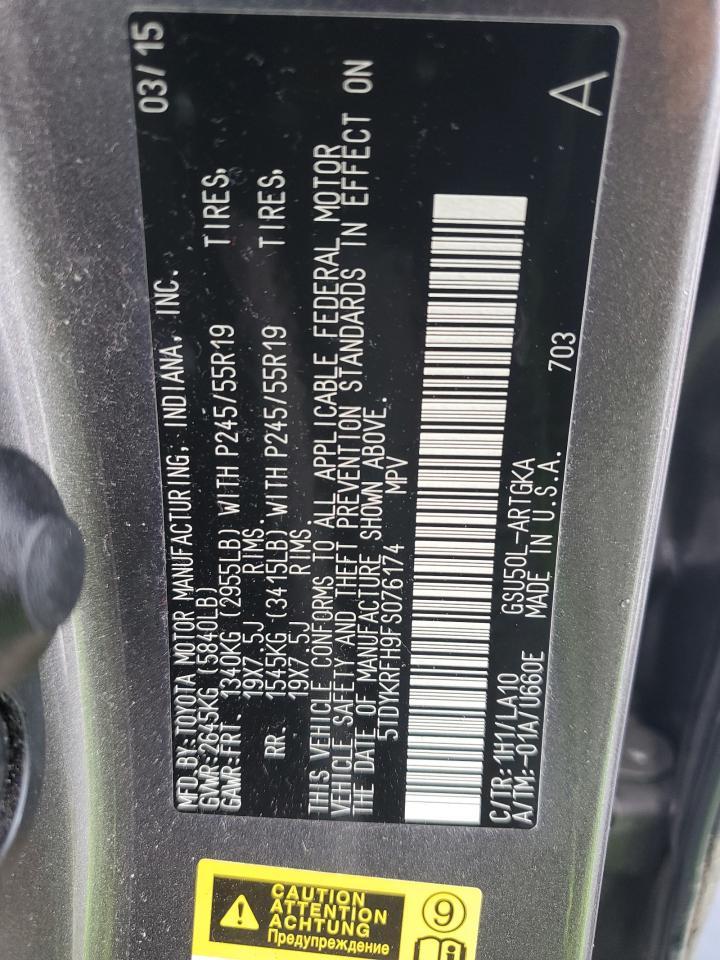 MFD.BY:TOYOTA MOTOR MANUFACTURING, INDIANA, INC. 03/15
GVWR:2645KG (5840LB)
GAWR:FRT. 1340KG (2955LB) WITH P245/55R19 TIRES,
19X7.5J RIMS.
RR. 1545KG (3415LB) WITH P245/55R19 TIRES,
19X7.5J RIMS.
THIS VEHICLE CONFORMS TO ALL APPLICABLE FEDERAL MOTOR
VEHICLE SAFETY AND THEFT PREVENTION STANDARDS IN EFFECT ON
THE DATE OF MANUFACTURE SHOWN ABOVE.
5TDYKRFH9FS076174 MPV
C/TR:1H1/LA10 GSU50L-ARTGKA
A/TM:-01A/U660E MADE IN U.S.A. 703
A
CAUTION
ATTENTION
ACHTUNG
Предупреждение
9